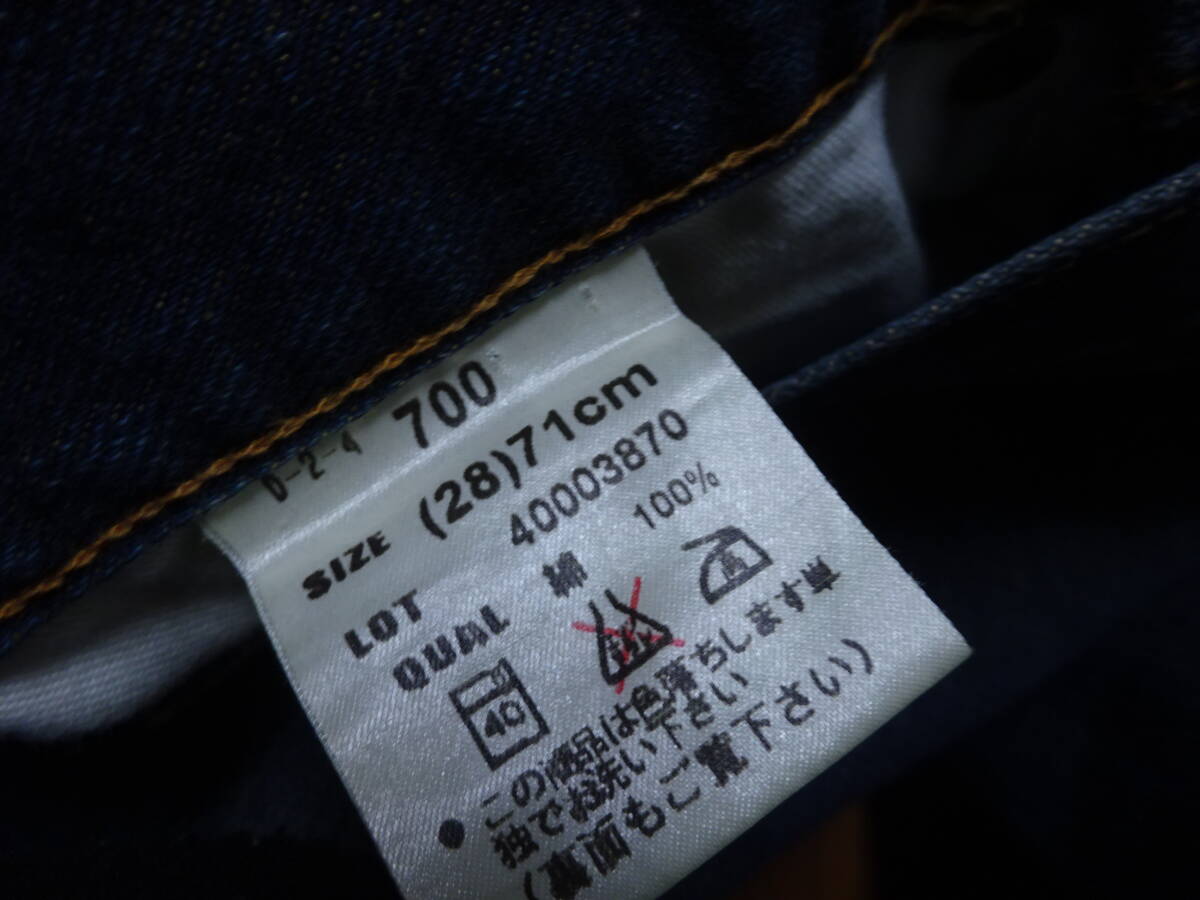 D-2-4 700
SIZE (28)71cm
LOT 40003870
QUAL 綿 100%
40
●この商品は色落ちします単
独でお洗い下さい
(裏面もご覧下さい)